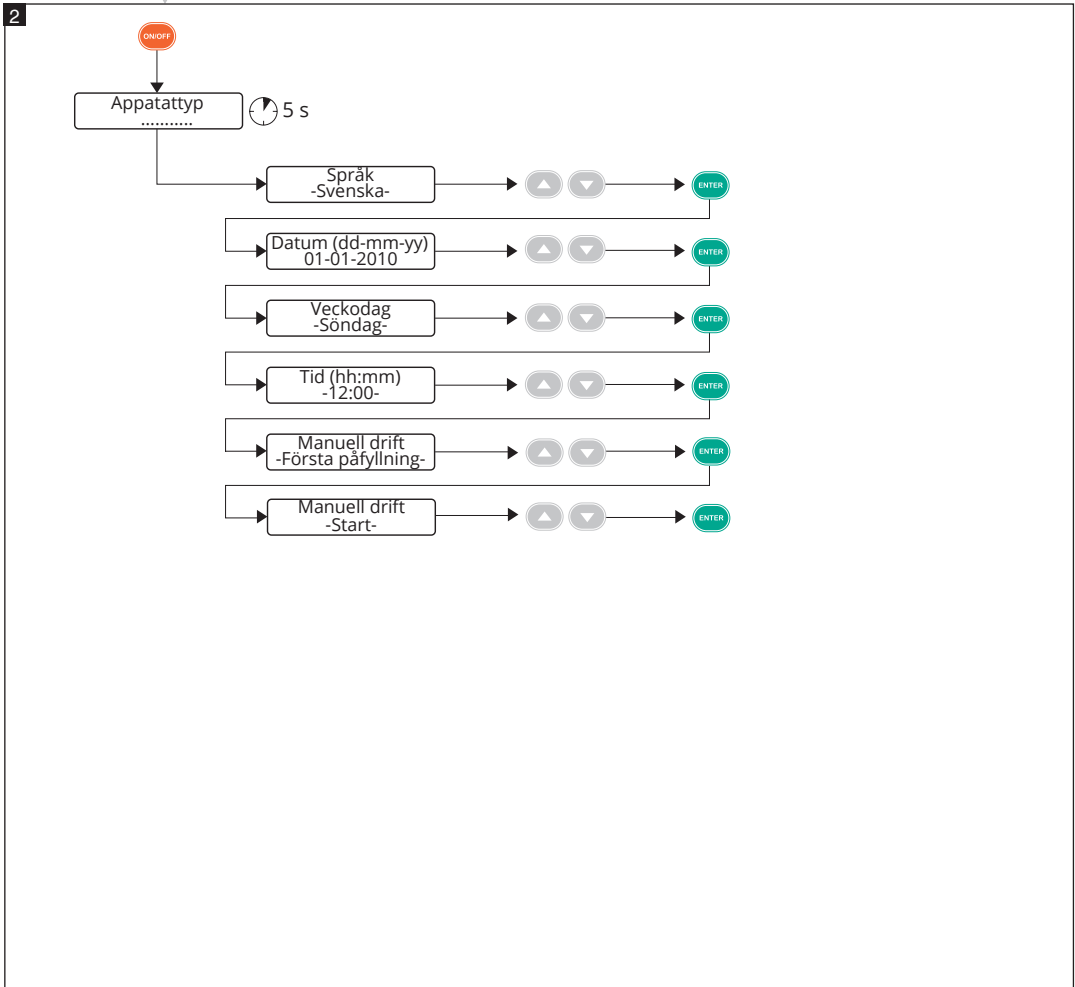 2
ON/OFF
Appatattyp
...........
5 s
Språk
-Svenska-
ENTER
Datum (dd-mm-yy)
01-01-2010
ENTER
Veckodag
-Söndag-
ENTER
Tid (hh:mm)
-12:00-
ENTER
Manuell drift
-Första påfyllning-
ENTER
Manuell drift
-Start-
ENTER